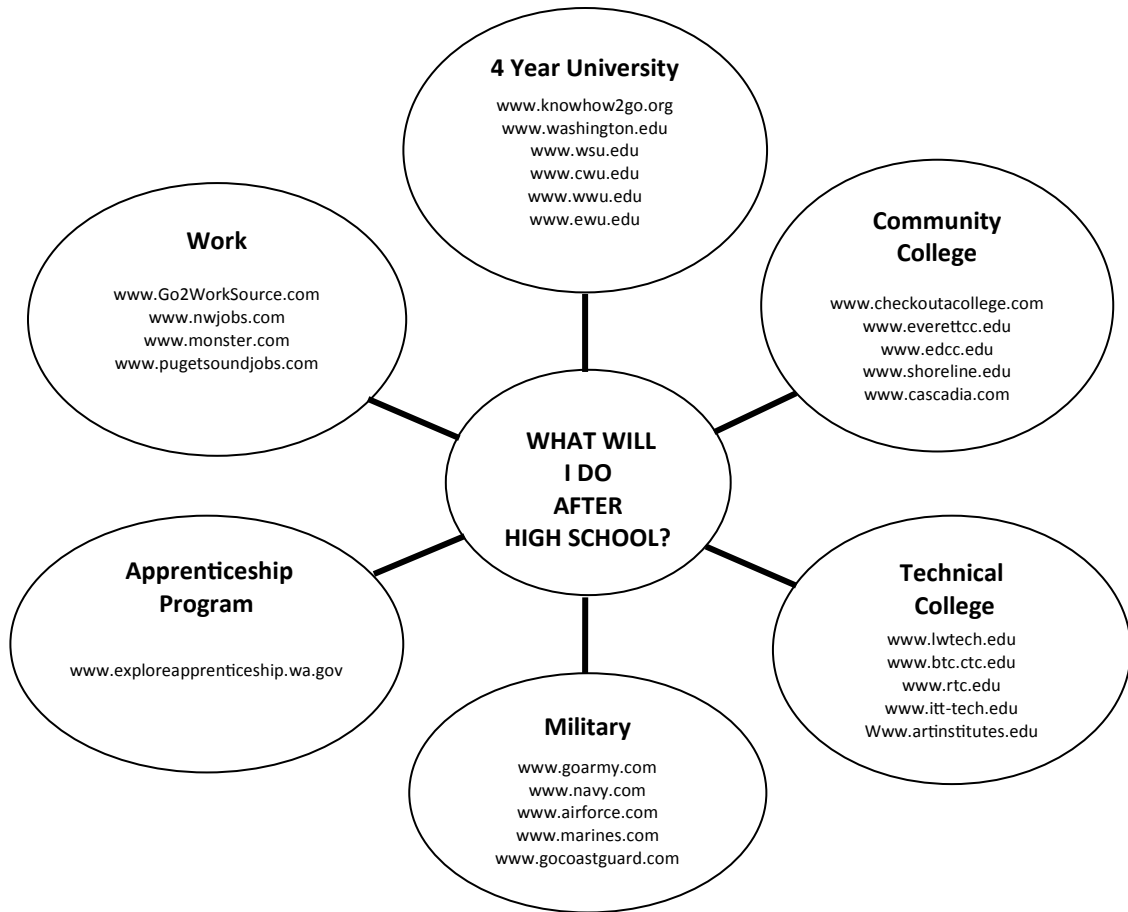 4 Year University
www.knowhow2go.org
www.washington.edu
www.wsu.edu
www.cwu.edu
www.wwu.edu
www.ewu.edu
Work
www.Go2WorkSource.com
www.nwjobs.com
www.monster.com
www.pugetsoundjobs.com
Community
College
www.checkoutacollege.com
www.everettcc.edu
www.edcc.edu
www.shoreline.edu
www.cascadia.com
WHAT WILL
I DO
AFTER
HIGH SCHOOL?
Apprenticeship
Program
www.exploreapprenticeship.wa.gov
Technical
College
www.lwtech.edu
www.btc.ctc.edu
www.rtc.edu
www.itt-tech.edu
Www.artinstitutes.edu
Military
www.goarmy.com
www.navy.com
www.airforce.com
www.marines.com
www.gocoastguard.com